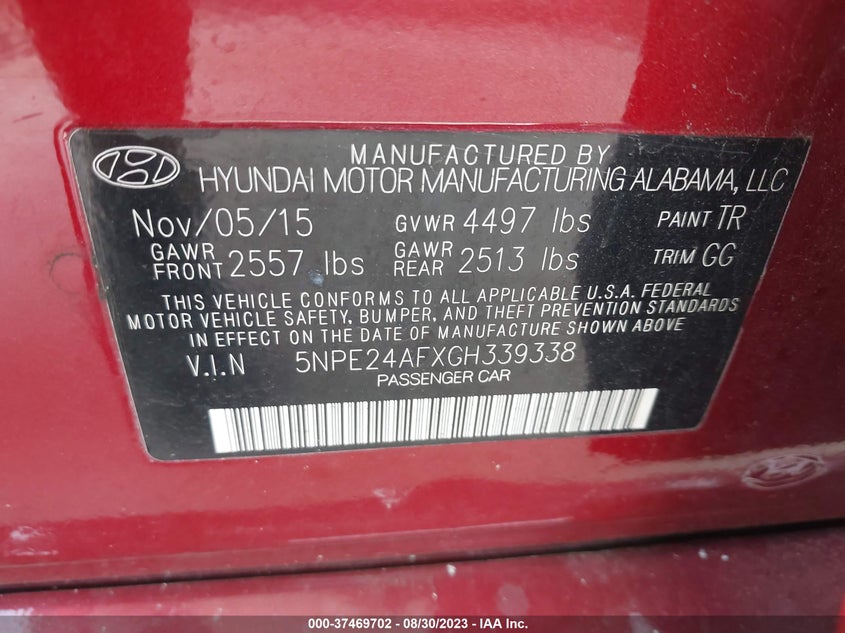 MANUFACTURED BY
HYUNDAI MOTOR MANUFACTURING ALABAMA, LLC
Nov/05/15 GVWR 4497 lbs PAINT TR
GAWR FRONT 2557 lbs GAWR REAR 2513 lbs TRIM GG
THIS VEHICLE CONFORMS TO ALL APPLICABLE U.S.A. FEDERAL
MOTOR VEHICLE SAFETY, BUMPER, AND THEFT PREVENTION STANDARDS
IN EFFECT ON THE DATE OF MANUFACTURE SHOWN ABOVE
V.I.N 5NPE24AFXGH339338
PASSENGER CAR
000-37469702 - 08/30/2023 - IAA Inc.